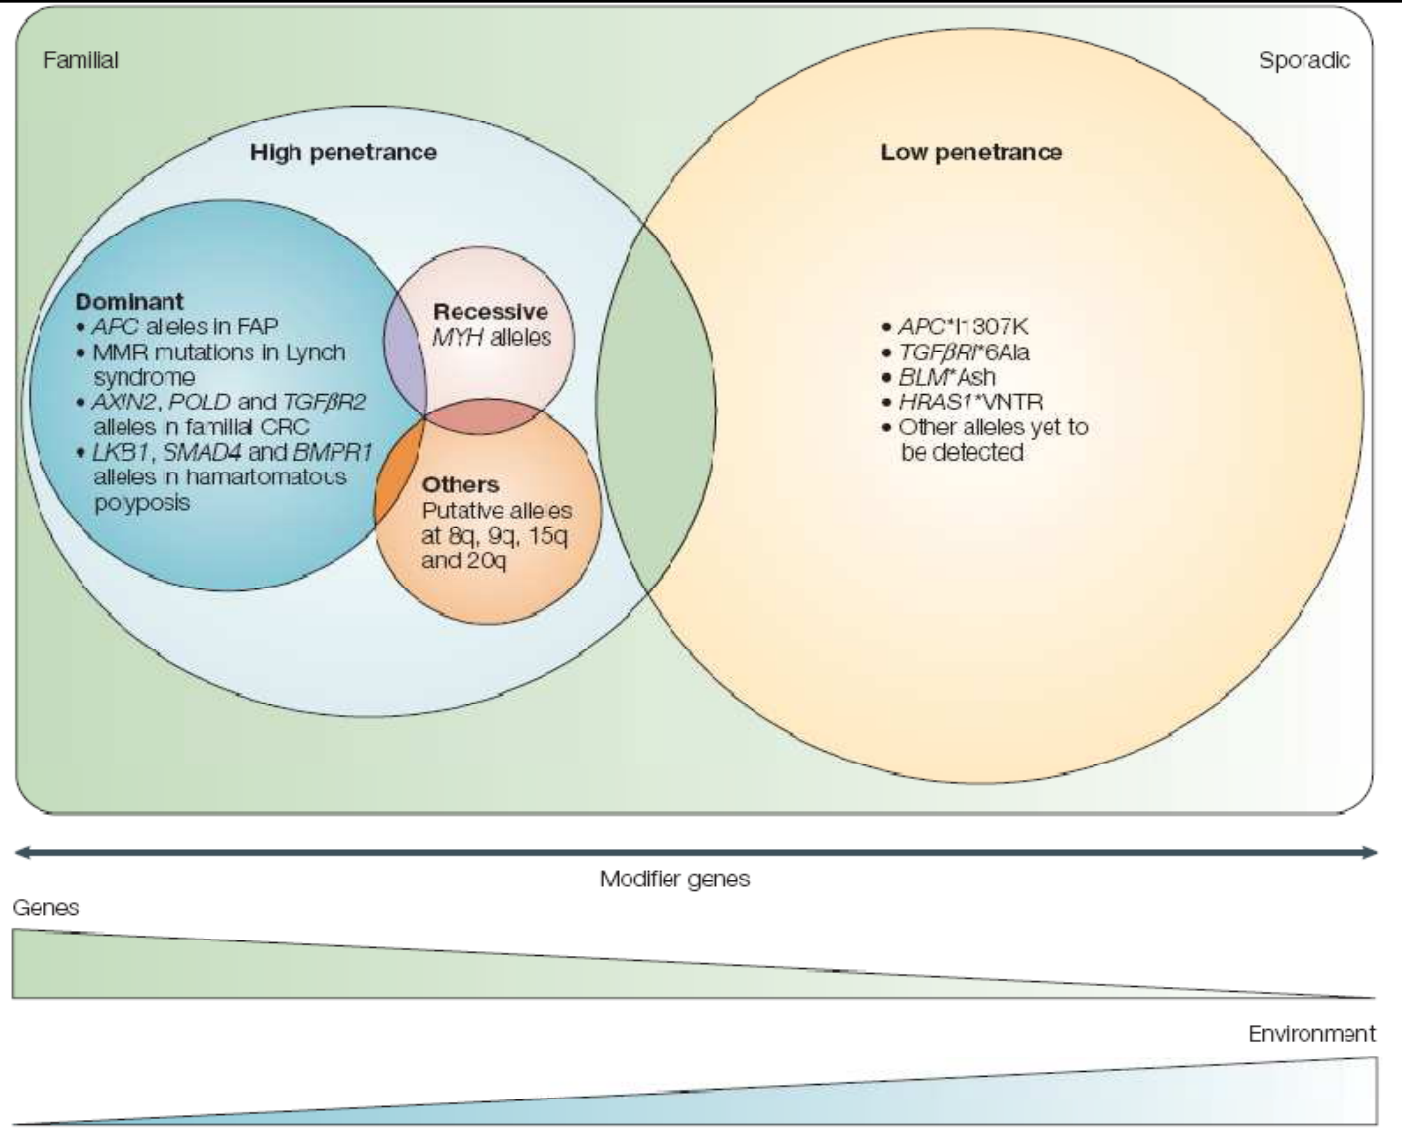 Familial
Sporadic
High penetrance
Low penetrance
Dominant
• APC alleles in FAP
• MMR mutations in Lynch
syndrome
• AXIN2, POLD and TGFβR2
alleles in familial CRC
• LKB1, SMAD4 and BMPR1
alleles in hamartomatous
polyposis
Recessive
MYH alleles
Others
Putative alleles
at 8q, 9q, 15q
and 20q
• APC*I1307K
• TGFβRI*6Ala
• BLM*Ash
• HRAS1*VNTR
• Other alleles yet to
be detected
Modifier genes
Genes
Environment